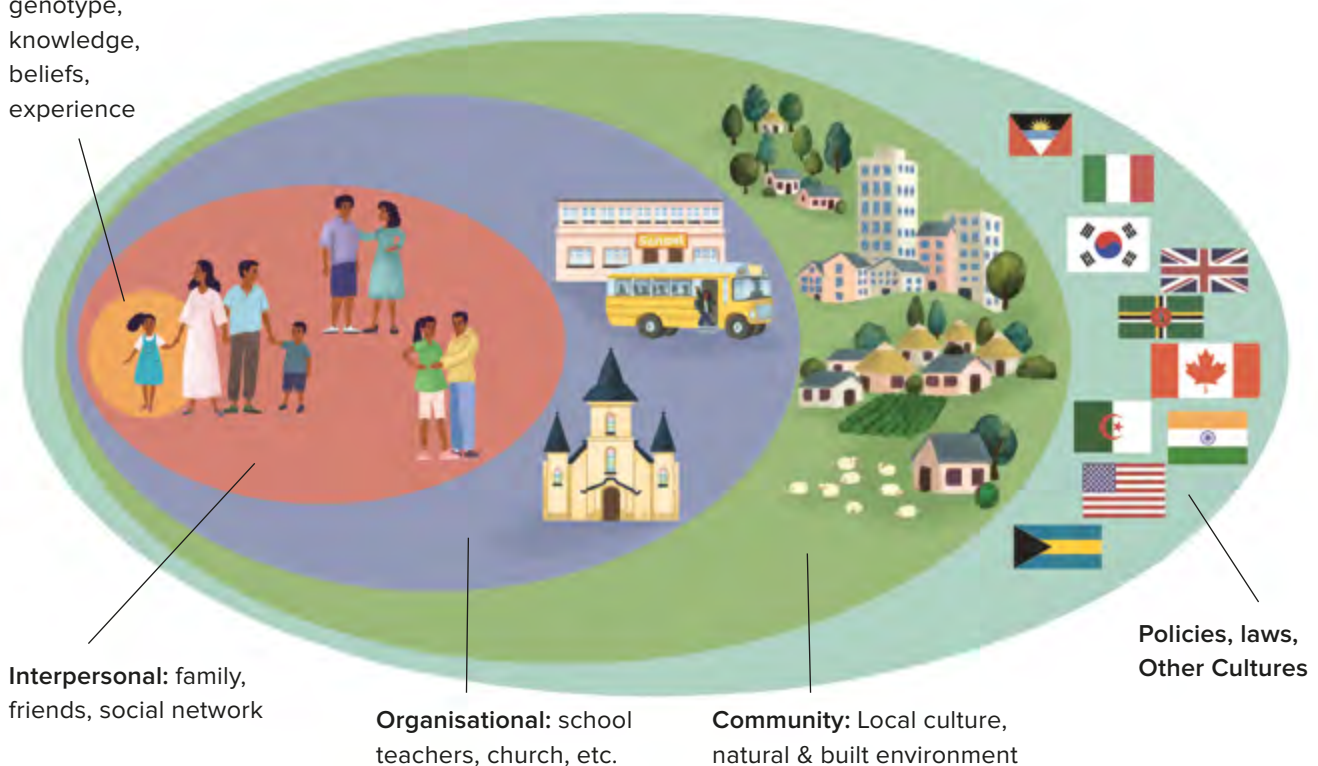 genotype,
knowledge,
beliefs,
experience
School
Policies, laws,
Other Cultures
Interpersonal: family,
friends, social network
Organisational: school
teachers, church, etc.
Community: Local culture,
natural & built environment